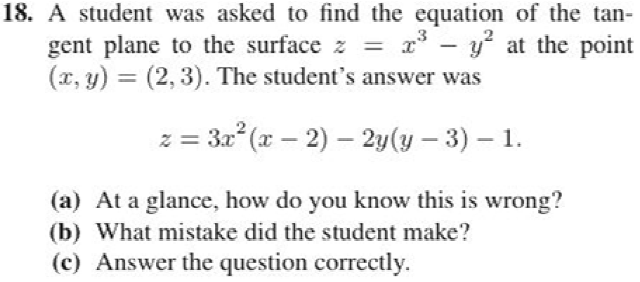 18. A student was asked to find the equation of the tan-
gent plane to the surface z = x³ − y² at the point
(x, y) = (2, 3). The student's answer was
z = 3x²(x − 2) − 2y(y − 3) − 1.
(a) At a glance, how do you know this is wrong?
(b) What mistake did the student make?
(c) Answer the question correctly.